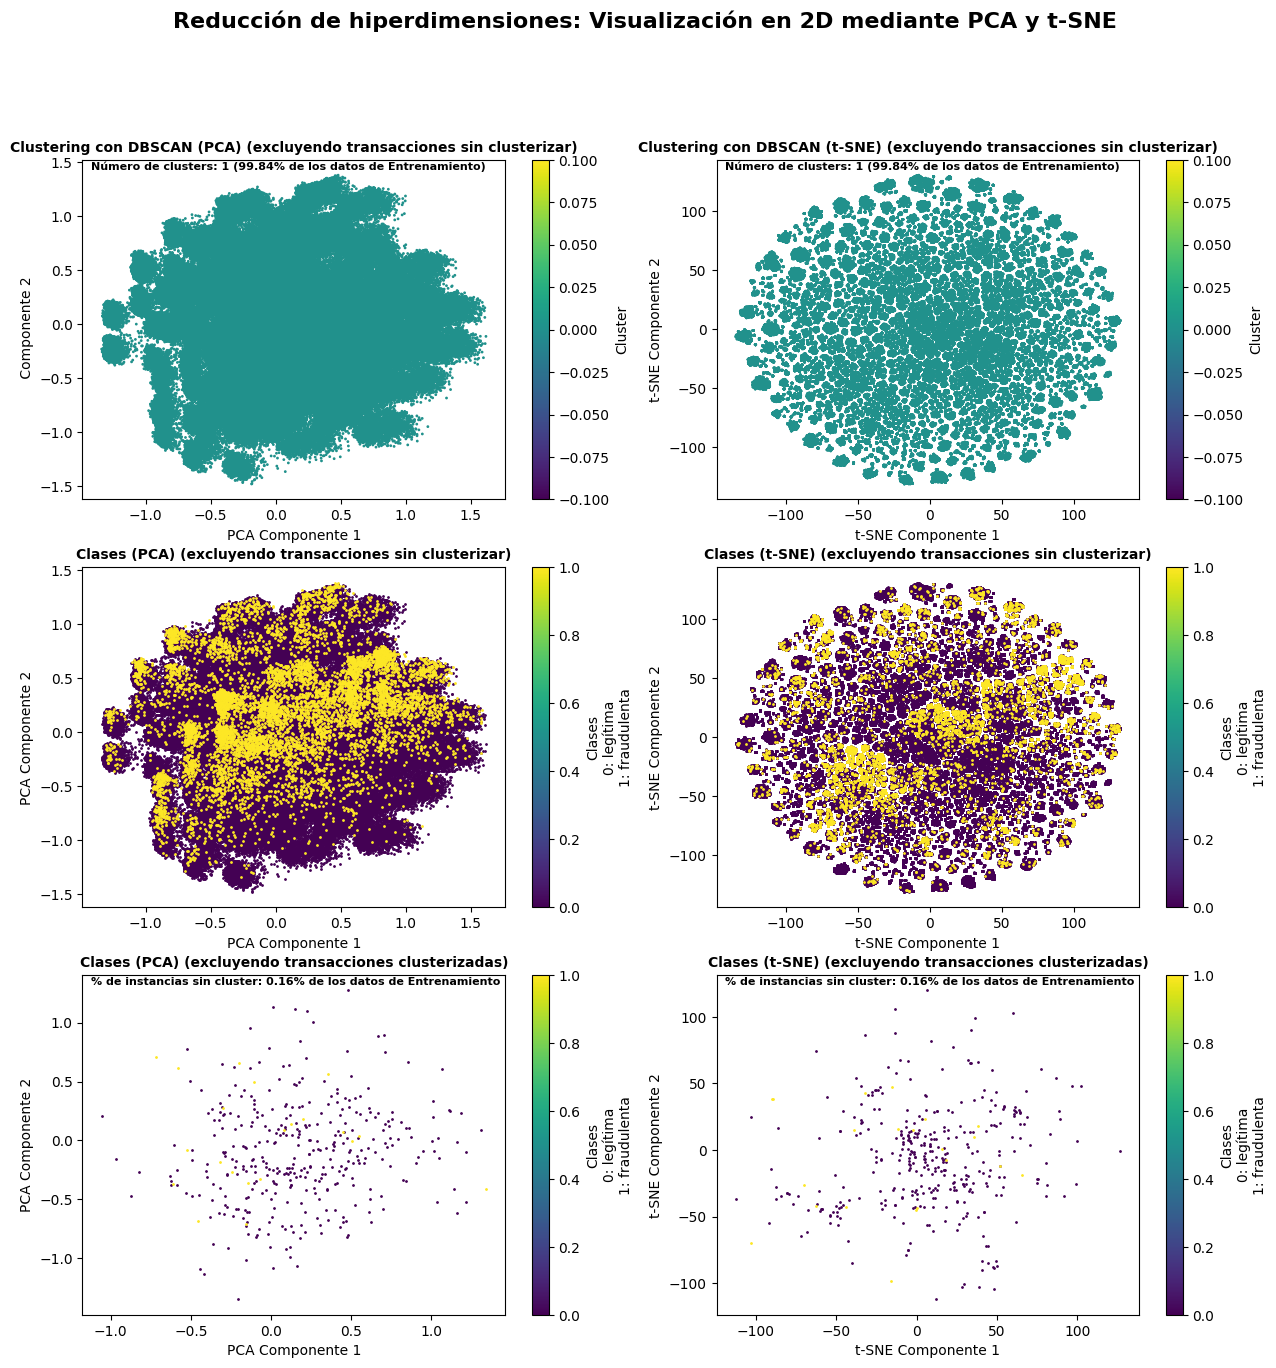 Reducción de hiperdimensiones: Visualización en 2D mediante PCA y t-SNE
Clustering con DBSCAN (PCA) (excluyendo transacciones sin clusterizar)
Número de clusters: 1 (99.84% de los datos de Entrenamiento)
1.5
1.0
0.5
0.0
−0.5
−1.0
−1.5
Componente 2
−1.0
−0.5
0.0
0.5
1.0
1.5
PCA Componente 1
0.100
0.075
0.050
0.025
0.000
−0.025
−0.050
−0.075
−0.100
Cluster
Clustering con DBSCAN (t-SNE) (excluyendo transacciones sin clusterizar)
Número de clusters: 1 (99.84% de los datos de Entrenamiento)
100
50
0
−50
−100
t-SNE Componente 2
−100
−50
0
50
100
t-SNE Componente 1
0.100
0.075
0.050
0.025
0.000
−0.025
−0.050
−0.075
−0.100
Cluster
Clases (PCA) (excluyendo transacciones sin clusterizar)
1.5
1.0
0.5
0.0
−0.5
−1.0
−1.5
PCA Componente 2
−1.0
−0.5
0.0
0.5
1.0
1.5
PCA Componente 1
1.0
0.8
0.6
0.4
0.2
0.0
Clases
0: legítima
1: fraudulenta
Clases (t-SNE) (excluyendo transacciones sin clusterizar)
100
50
0
−50
−100
t-SNE Componente 2
−100
−50
0
50
100
t-SNE Componente 1
1.0
0.8
0.6
0.4
0.2
0.0
Clases
0: legítima
1: fraudulenta
Clases (PCA) (excluyendo transacciones clusterizadas)
% de instancias sin cluster: 0.16% de los datos de Entrenamiento
1.0
0.5
0.0
−0.5
−1.0
PCA Componente 2
−1.0
−0.5
0.0
0.5
1.0
PCA Componente 1
1.0
0.8
0.6
0.4
0.2
0.0
Clases
0: legítima
1: fraudulenta
Clases (t-SNE) (excluyendo transacciones clusterizadas)
% de instancias sin cluster: 0.16% de los datos de Entrenamiento
100
50
0
−50
−100
t-SNE Componente 2
−100
−50
0
50
100
t-SNE Componente 1
1.0
0.8
0.6
0.4
0.2
0.0
Clases
0: legítima
1: fraudulenta